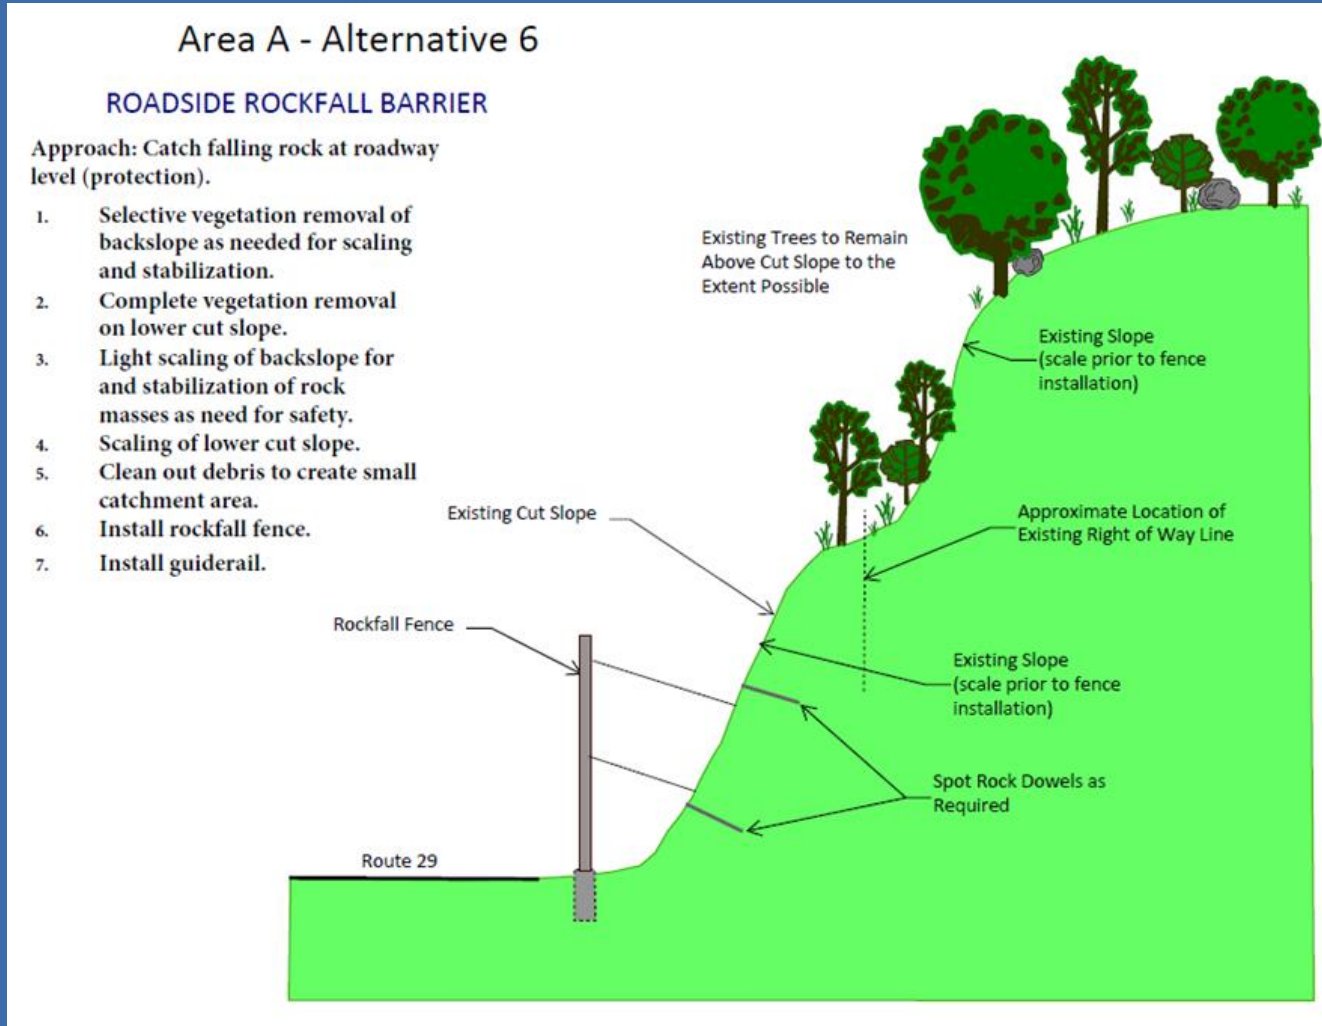 Area A - Alternative 6
ROADSIDE ROCKFALL BARRIER
Approach: Catch falling rock at roadway
level (protection).
1. Selective vegetation removal of
backslope as needed for scaling
and stabilization.
2. Complete vegetation removal
on lower cut slope.
3. Light scaling of backslope for
and stabilization of rock
masses as need for safety.
4. Scaling of lower cut slope.
5. Clean out debris to create small
catchment area.
6. Install rockfall fence.
7. Install guiderail.
Existing Trees to Remain
Above Cut Slope to the
Extent Possible
Existing Slope
(scale prior to fence
installation)
Existing Cut Slope
Approximate Location of
Existing Right of Way Line
Rockfall Fence
Existing Slope
(scale prior to fence
installation)
Spot Rock Dowels as
Required
Route 29